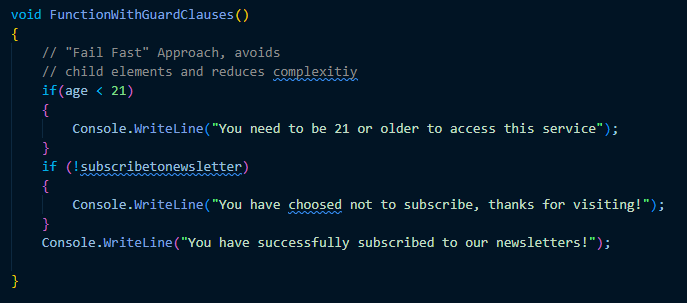 void FunctionWithGuardClauses()
{
// "Fail Fast" Approach, avoids
// child elements and reduces complexitiy
if(age < 21)
{
Console.WriteLine("You need to be 21 or older to access this service");
}
if (!subscribetonewsletter)
{
Console.WriteLine("You have choosed not to subscribe, thanks for visiting!");
}
Console.WriteLine("You have successfully subscribed to our newsletters!");
}